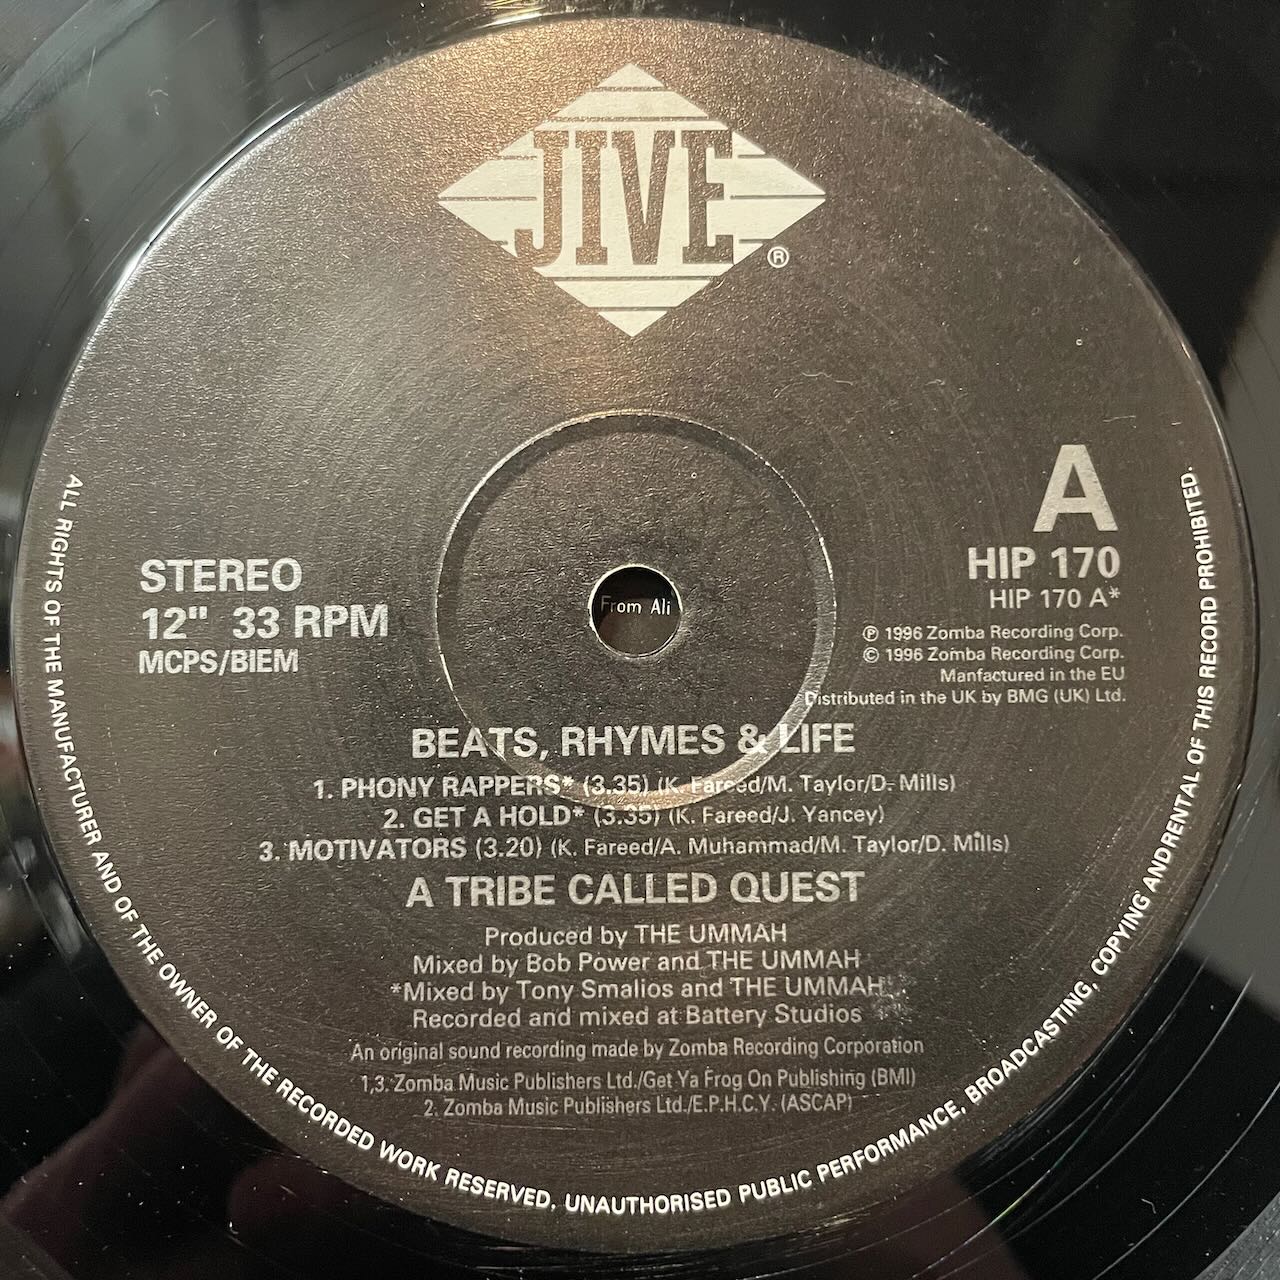 JIVE
®
A
HIP 170
HIP 170 A*
℗ 1996 Zomba Recording Corp.
© 1996 Zomba Recording Corp.
Manfactured in the EU
Distributed in the UK by BMG (UK) Ltd.
STEREO
12" 33 RPM
MCPS/BIEM
From Ali
BEATS, RHYMES & LIFE
1. PHONY RAPPERS* (3.35) (K. Fareed/M. Taylor/D. Mills)
2. GET A HOLD* (3.35) (K. Fareed/J. Yancey)
3. MOTIVATORS (3.20) (K. Fareed/A. Muhammad/M. Taylor/D. Mills)
A TRIBE CALLED QUEST
Produced by THE UMMAH
Mixed by Bob Power and THE UMMAH
*Mixed by Tony Smalios and THE UMMAH
Recorded and mixed at Battery Studios
An original sound recording made by Zomba Recording Corporation
1,3. Zomba Music Publishers Ltd./Get Ya Frog On Publishing (BMI)
2. Zomba Music Publishers Ltd./E.P.H.C.Y. (ASCAP)
ALL RIGHTS OF THE MANUFACTURER AND OF THE OWNER OF THE RECORDED WORK RESERVED, UNAUTHORISED PUBLIC PERFORMANCE, BROADCASTING, COPYING ANDRENTAL OF THIS RECORD PROHIBITED.